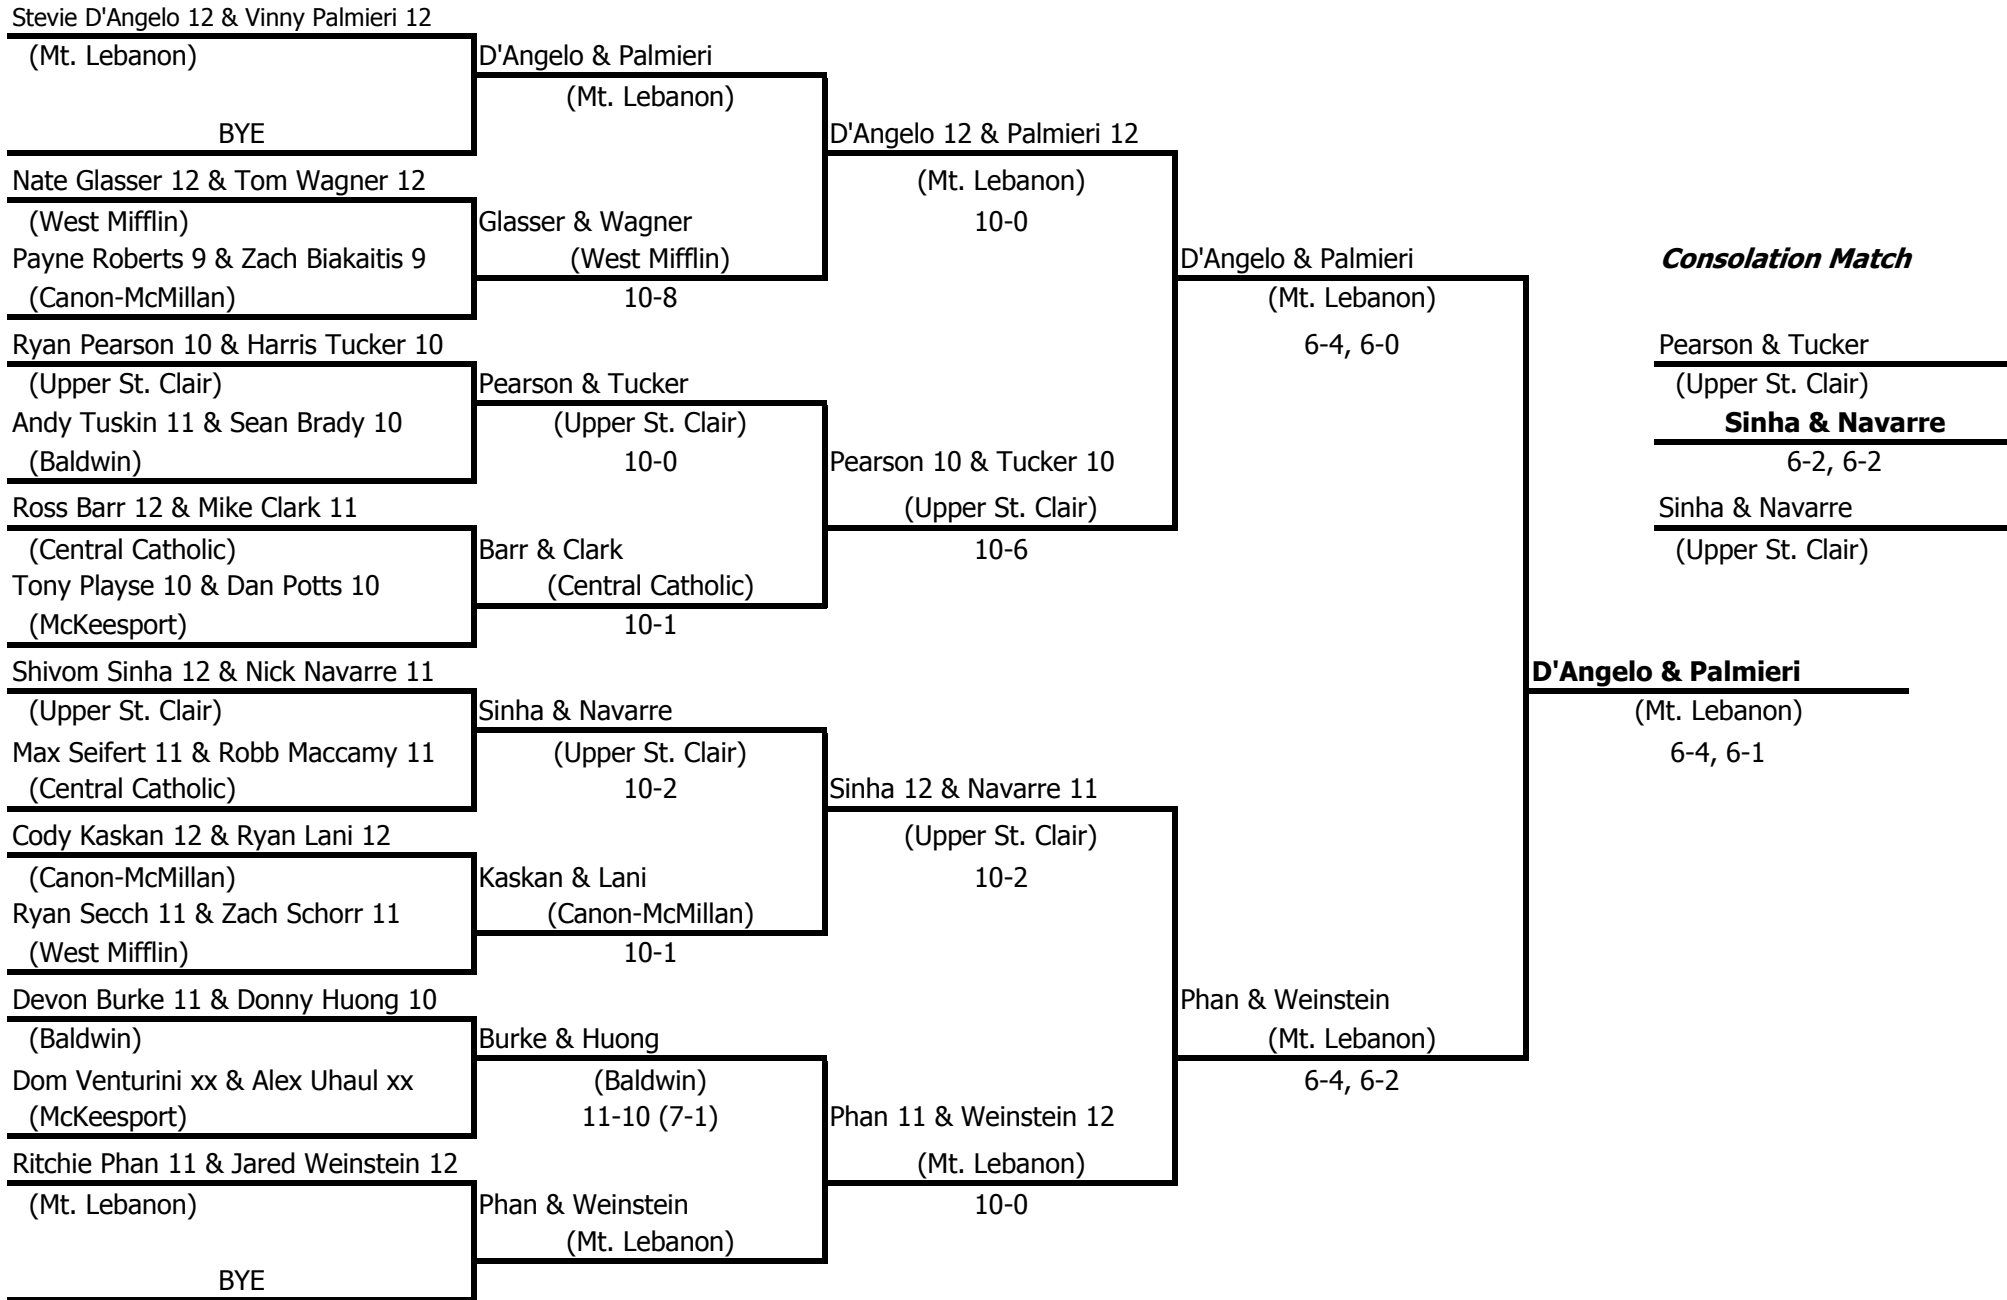 Stevie D'Angelo 12 & Vinny Palmieri 12
(Mt. Lebanon)
BYE
Nate Glasser 12 & Tom Wagner 12
(West Mifflin)
Payne Roberts 9 & Zach Biakaitis 9
(Canon-McMillan)
Ryan Pearson 10 & Harris Tucker 10
(Upper St. Clair)
Andy Tuskin 11 & Sean Brady 10
(Baldwin)
Ross Barr 12 & Mike Clark 11
(Central Catholic)
Tony Playse 10 & Dan Potts 10
(McKeesport)
Shivom Sinha 12 & Nick Navarre 11
(Upper St. Clair)
Max Seifert 11 & Robb Maccamy 11
(Central Catholic)
Cody Kaskan 12 & Ryan Lani 12
(Canon-McMillan)
Ryan Secch 11 & Zach Schorr 11
(West Mifflin)
Devon Burke 11 & Donny Huong 10
(Baldwin)
Dom Venturini xx & Alex Uhaul xx
(McKeesport)
Ritchie Phan 11 & Jared Weinstein 12
(Mt. Lebanon)
BYE
D'Angelo & Palmieri
(Mt. Lebanon)
Glasser & Wagner
(West Mifflin)
10-8
Pearson & Tucker
(Upper St. Clair)
10-0
Barr & Clark
(Central Catholic)
10-1
Sinha & Navarre
(Upper St. Clair)
10-2
Kaskan & Lani
(Canon-McMillan)
10-1
Burke & Huong
(Baldwin)
11-10 (7-1)
Phan & Weinstein
(Mt. Lebanon)
D'Angelo 12 & Palmieri 12
(Mt. Lebanon)
10-0
Pearson 10 & Tucker 10
(Upper St. Clair)
10-6
Sinha 12 & Navarre 11
(Upper St. Clair)
10-2
Phan 11 & Weinstein 12
(Mt. Lebanon)
10-0
D'Angelo & Palmieri
(Mt. Lebanon)
6-4, 6-0
Phan & Weinstein
(Mt. Lebanon)
6-4, 6-2
D'Angelo & Palmieri
(Mt. Lebanon)
6-4, 6-1
Consolation Match
Pearson & Tucker
(Upper St. Clair)
Sinha & Navarre
6-2, 6-2
Sinha & Navarre
(Upper St. Clair)